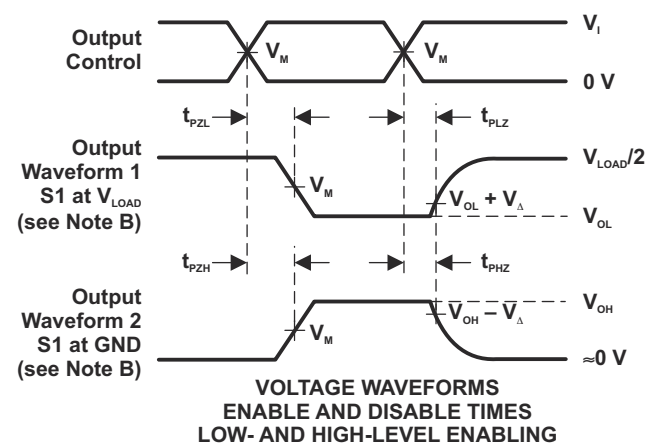 Output
Control
V_M
V_M
V_I
0 V
t_PZL
t_PLZ
Output
Waveform 1
S1 at V_LOAD
(see Note B)
V_M
V_OL + V_Δ
V_LOAD/2
V_OL
t_PZH
t_PHZ
Output
Waveform 2
S1 at GND
(see Note B)
V_M
V_OH – V_Δ
V_OH
≈0 V
VOLTAGE WAVEFORMS
ENABLE AND DISABLE TIMES
LOW- AND HIGH-LEVEL ENABLING